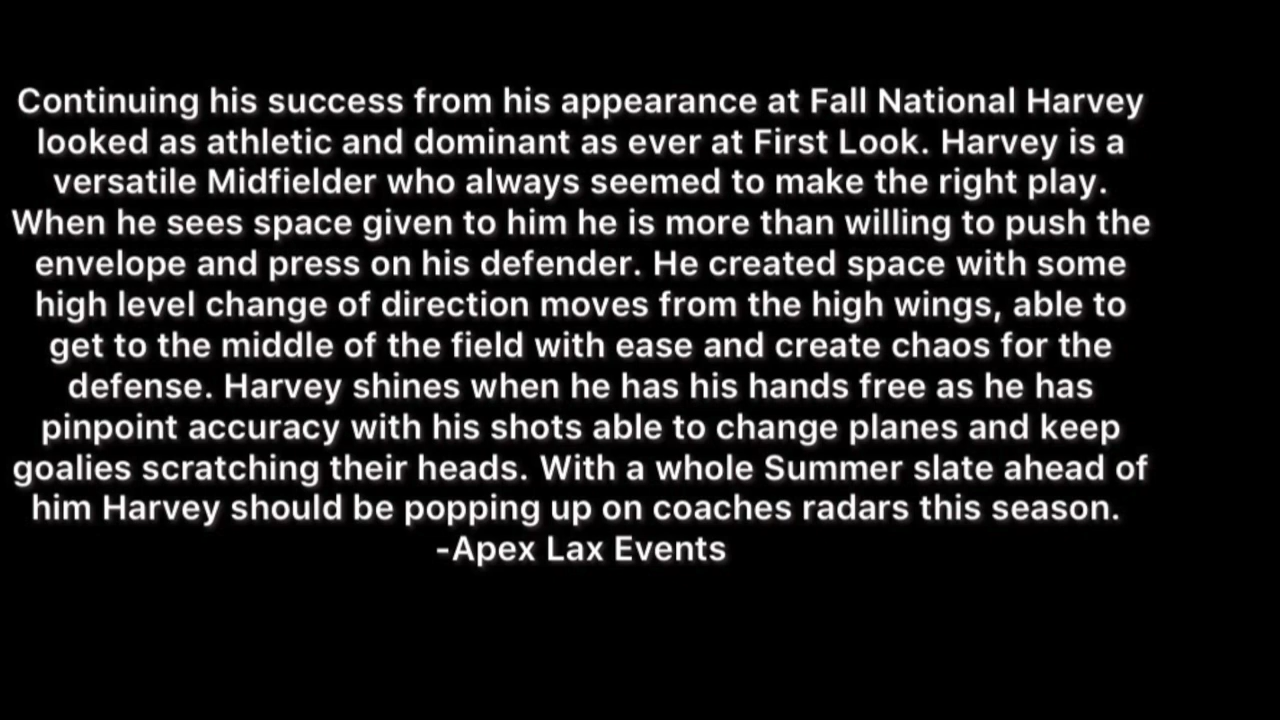 Continuing his success from his appearance at Fall National Harvey
looked as athletic and dominant as ever at First Look. Harvey is a
versatile Midfielder who always seemed to make the right play.
When he sees space given to him he is more than willing to push the
envelope and press on his defender. He created space with some
high level change of direction moves from the high wings, able to
get to the middle of the field with ease and create chaos for the
defense. Harvey shines when he has his hands free as he has
pinpoint accuracy with his shots able to change planes and keep
goalies scratching their heads. With a whole Summer slate ahead of
him Harvey should be popping up on coaches radars this season.
-Apex Lax Events